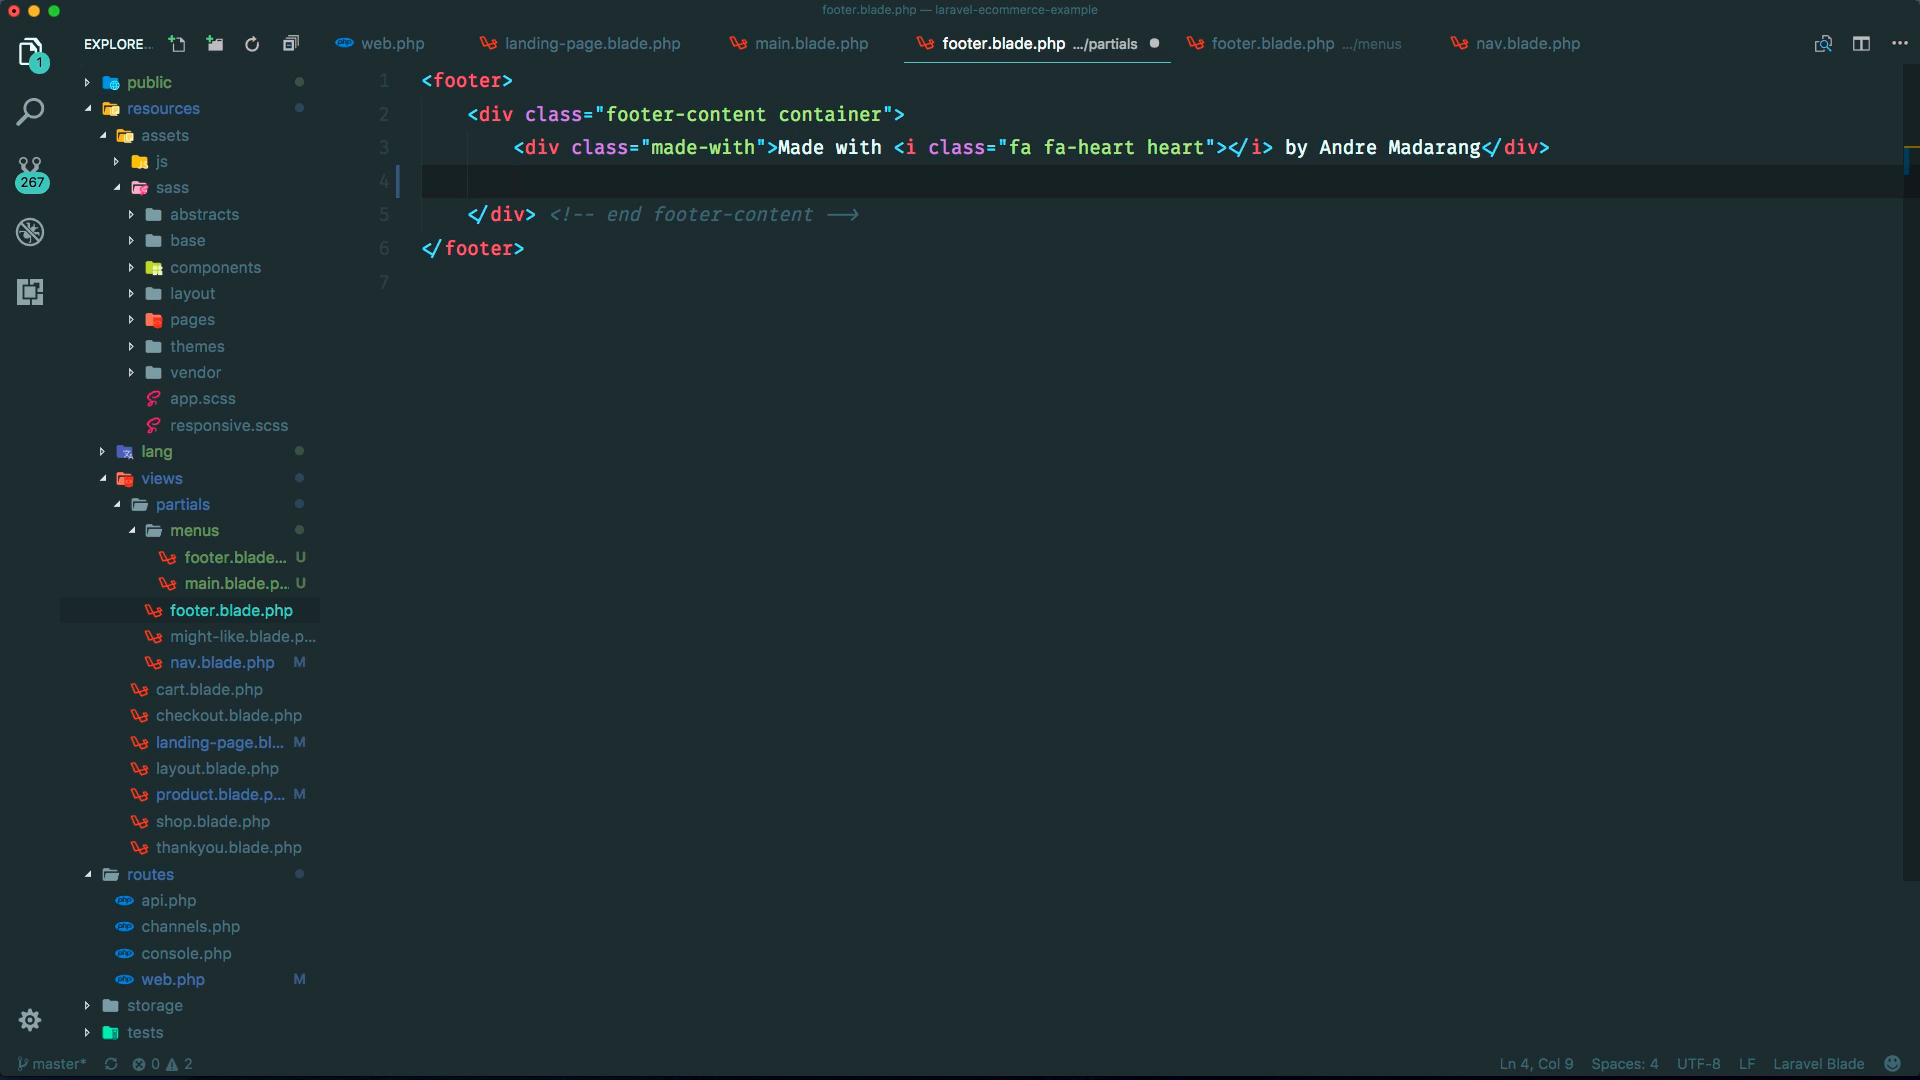 footer.blade.php — laravel-ecommerce-example
EXPLORE...
web.php
landing-page.blade.php
main.blade.php
footer.blade.php .../partials
footer.blade.php .../menus
nav.blade.php
1
267
public
resources
assets
js
sass
abstracts
base
components
layout
pages
themes
vendor
app.scss
responsive.scss
lang
views
partials
menus
footer.blade... U
main.blade.p... U
footer.blade.php
might-like.blade.p...
nav.blade.php M
cart.blade.php
checkout.blade.php
landing-page.bl... M
layout.blade.php
product.blade.p... M
shop.blade.php
thankyou.blade.php
routes
api.php
channels.php
console.php
web.php M
storage
tests
1 <footer>
2 <div class="footer-content container">
3 <div class="made-with">Made with <i class="fa fa-heart heart"></i> by Andre Madarang</div>
4
5 </div> <!-- end footer-content -->
6 </footer>
7
master* 0 2
Ln 4, Col 9 Spaces: 4 UTF-8 LF Laravel Blade